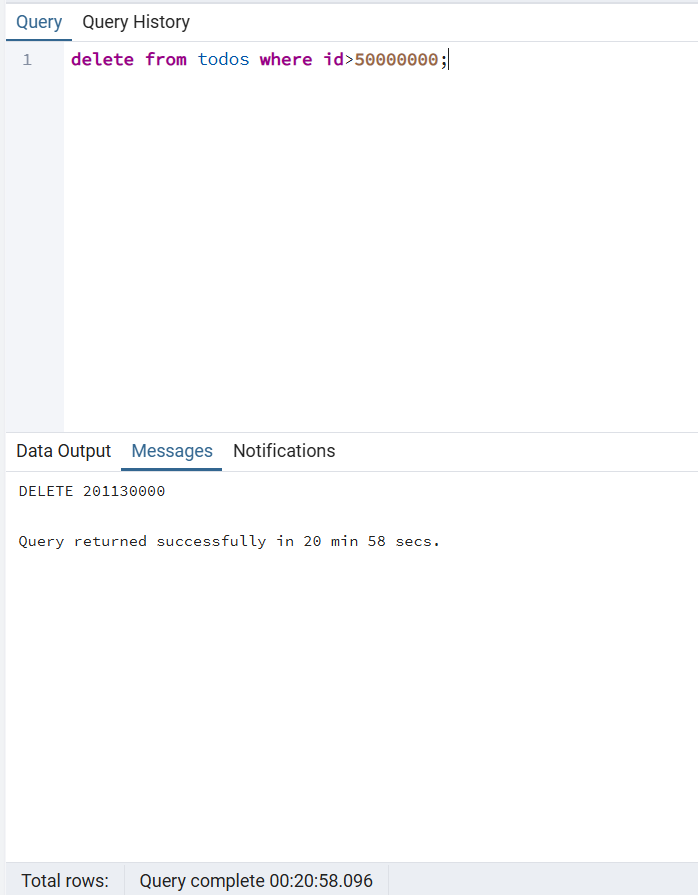 Query Query History
1 delete from todos where id>50000000;
Data Output Messages Notifications
DELETE 201130000
Query returned successfully in 20 min 58 secs.
Total rows: Query complete 00:20:58.096